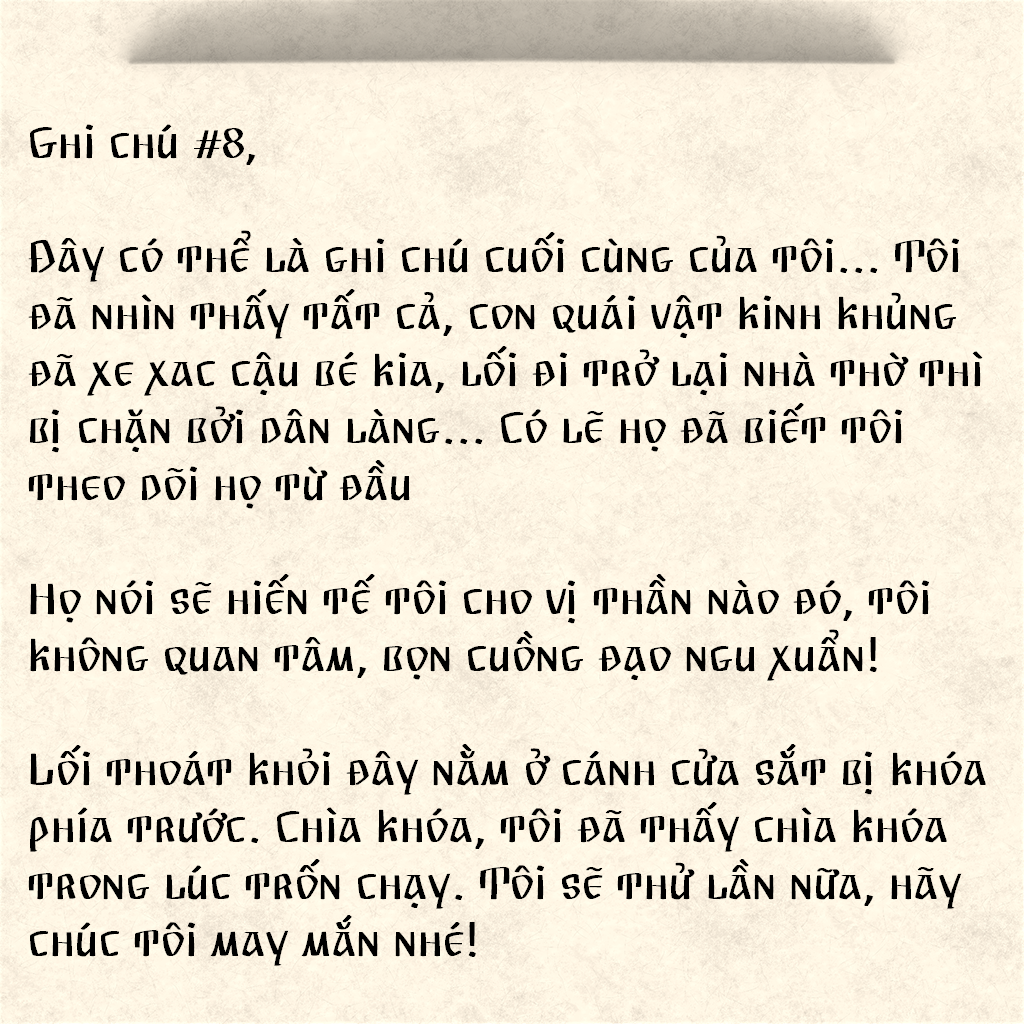 Ghi chú #8,
Đây có thể là ghi chú cuối cùng của tôi... Tôi
đã nhìn thấy tất cả, con quái vật kinh khủng
đã xe xac cậu bé kia, lối đi trở lại nhà thờ thì
bị chặn bởi dân làng... Có lẽ họ đã biết tôi
theo dõi họ từ đầu
Họ nói sẽ hiến tế tôi cho vị thần nào đó, tôi
không quan tâm, bọn cuồng đạo ngu xuẩn!
Lối thoát khỏi đây nằm ở cánh cửa sắt bị khóa
phía trước. Chìa khóa, tôi đã thấy chìa khóa
trong lúc trốn chạy. Tôi sẽ thử lần nữa, hãy
chúc tôi may mắn nhé!